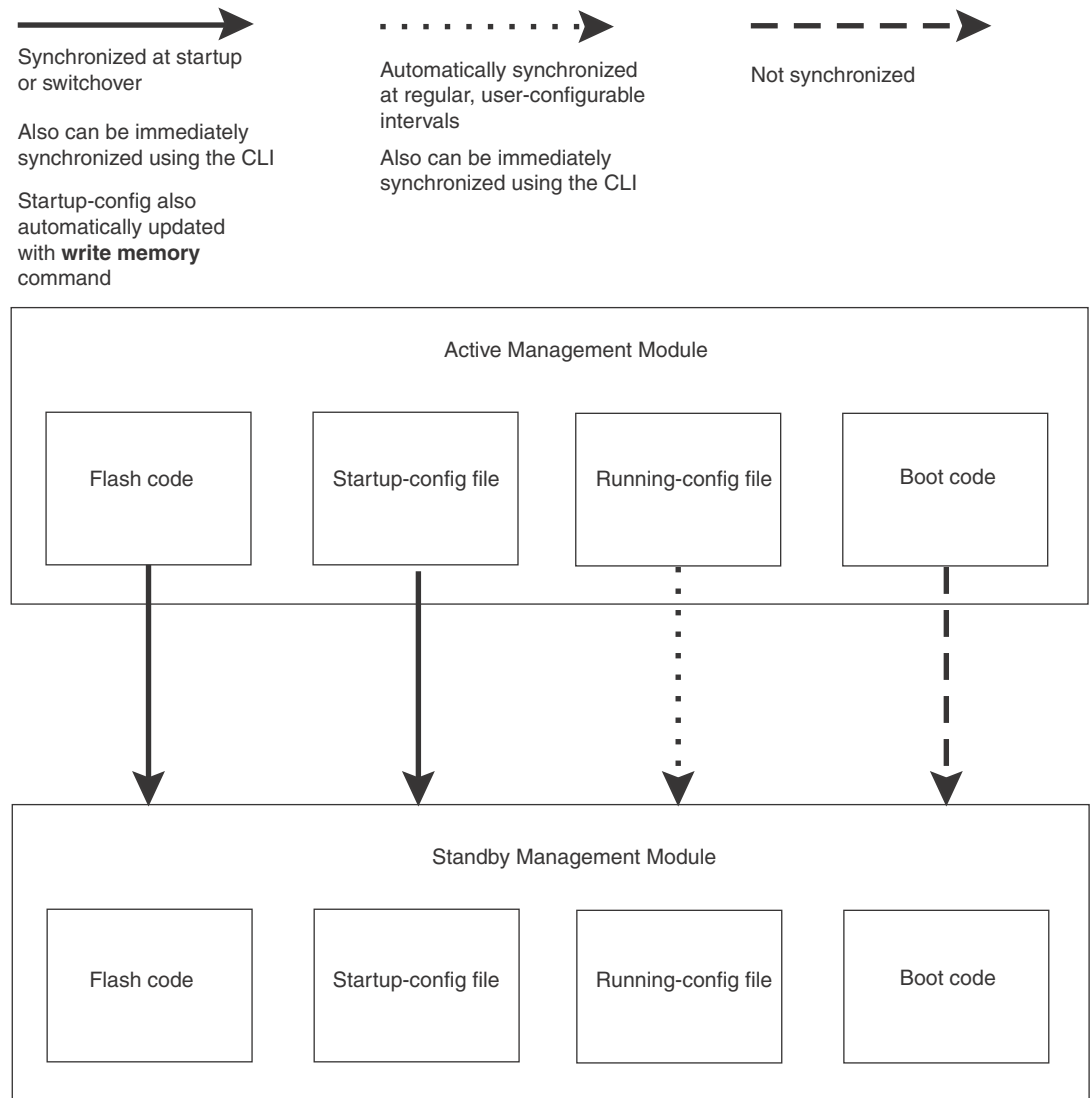 Synchronized at startup
or switchover
Also can be immediately
synchronized using the CLI
Startup-config also
automatically updated
with write memory
command
Automatically synchronized
at regular, user-configurable
intervals
Also can be immediately
synchronized using the CLI
Not synchronized
Active Management Module
Flash code
Startup-config file
Running-config file
Boot code
Standby Management Module
Flash code
Startup-config file
Running-config file
Boot code